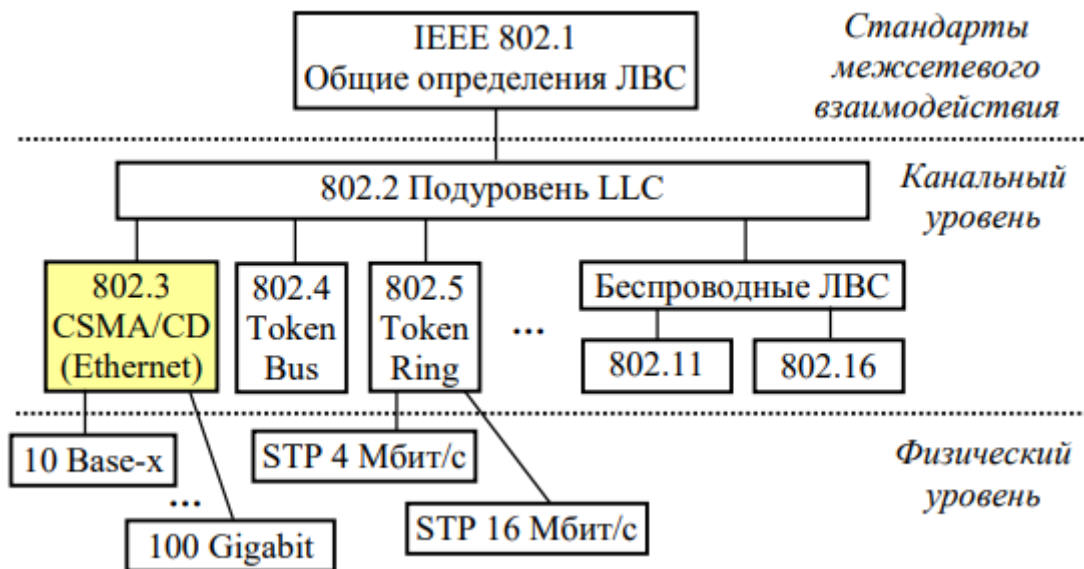 IEEE 802.1
Общие определения ЛВС
Стандарты
межсетевого
взаимодействия
802.2 Подуровень LLC
Канальный
уровень
802.3
CSMA/CD
(Ethernet)
802.4
Token
Bus
802.5
Token
Ring
...
Беспроводные ЛВС
802.11
802.16
10 Base-x
...
100 Gigabit
STP 4 Мбит/с
STP 16 Мбит/с
Физический
уровень